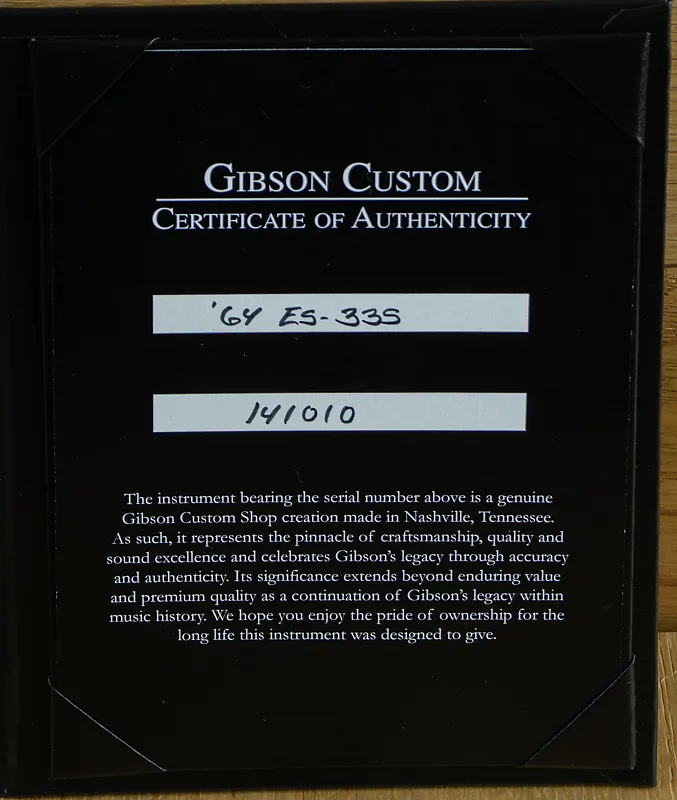 GIBSON CUSTOM
CERTIFICATE OF AUTHENTICITY
'64 ES-335
141010
The instrument bearing the serial number above is a genuine
Gibson Custom Shop creation made in Nashville, Tennessee.
As such, it represents the pinnacle of craftsmanship, quality and
sound excellence and celebrates Gibson's legacy through accuracy
and authenticity. Its significance extends beyond enduring value
and premium quality as a continuation of Gibson's legacy within
music history. We hope you enjoy the pride of ownership for the
long life this instrument was designed to give.